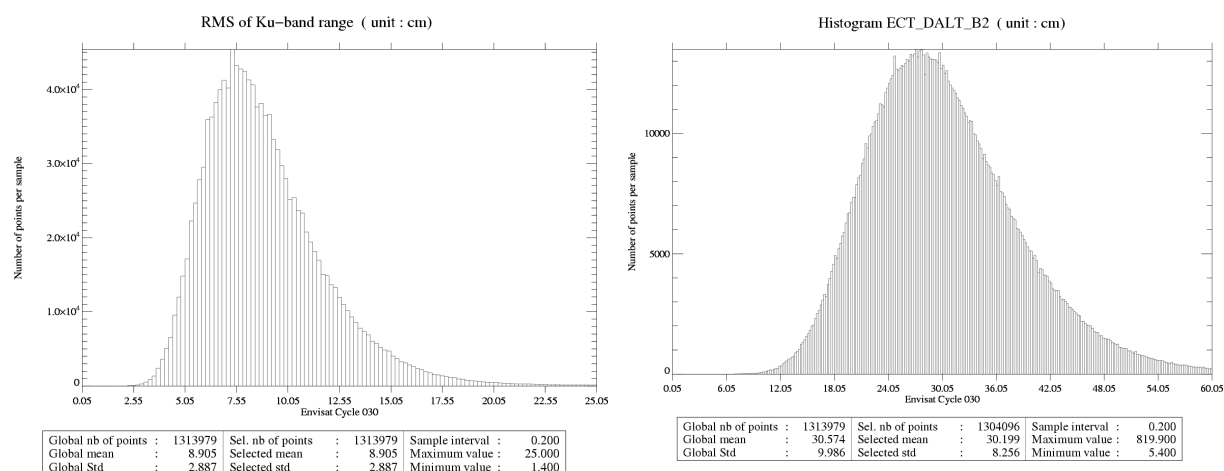 RMS of Ku−band range ( unit : cm)
Number of points per sample
4.0×10⁴
3.0×10⁴
2.0×10⁴
1.0×10⁴
0
0.05 2.55 5.05 7.55 10.05 12.55 15.05 17.55 20.05 22.55 25.05
Envisat Cycle 030
Global nb of points : 1313979 Sel. nb of points : 1313979 Sample interval : 0.200
Global mean : 8.905 Selected mean : 8.905 Maximum value : 25.000
Global Std : 2.887 Selected std : 2.887 Minimum value : 1.400
Histogram ECT_DALT_B2 ( unit : cm)
Number of points per sample
10000
5000
0
0.05 6.05 12.05 18.05 24.05 30.05 36.05 42.05 48.05 54.05 60.05
Envisat Cycle 030
Global nb of points : 1313979 Sel. nb of points : 1304096 Sample interval : 0.200
Global mean : 30.574 Selected mean : 30.199 Maximum value : 819.900
Global Std : 9.986 Selected std : 8.256 Minimum value : 5.400